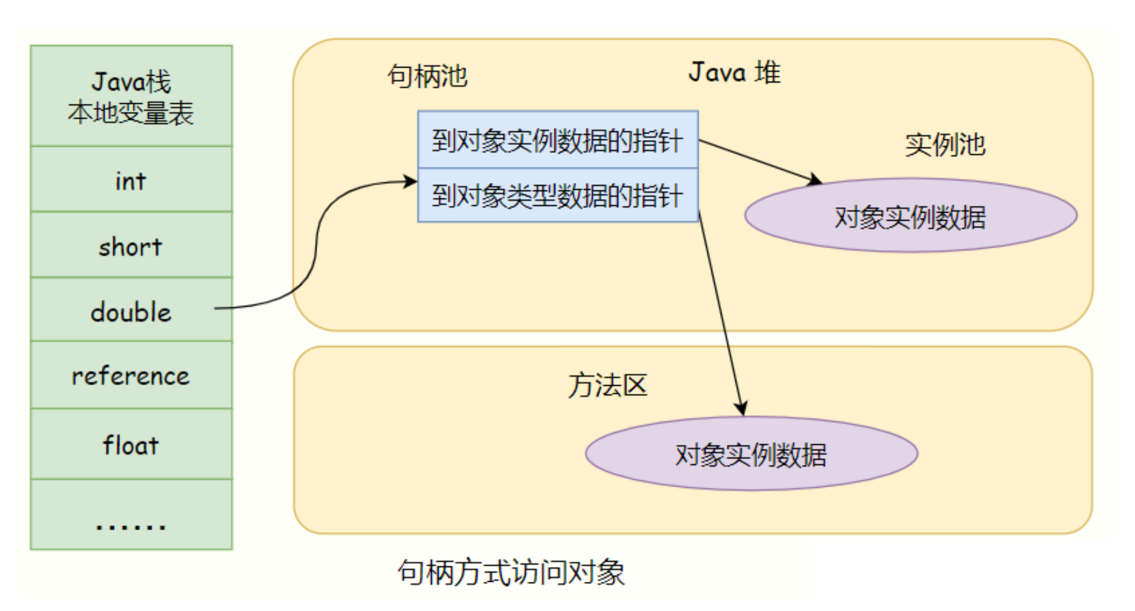 Java栈
本地变量表
int
short
double
reference
float
......
句柄池
Java 堆
到对象实例数据的指针
到对象类型数据的指针
实例池
对象实例数据
方法区
对象实例数据
句柄方式访问对象